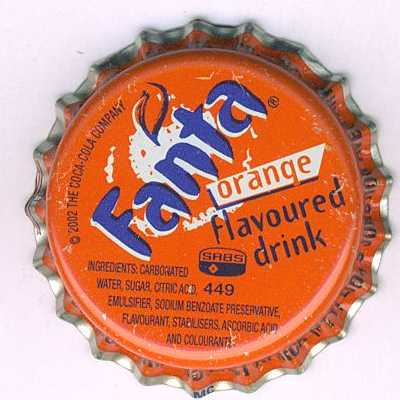 © 2002 THE COCA-COLA COMPANY
Fanta®
orange
flavoured
drink
SABS
INGREDIENTS: CARBONATED
WATER, SUGAR, CITRIC ACID 449
EMULSIFIER, SODIUM BENZOATE PRESERVATIVE,
FLAVOURANT, STABILISERS, ASCORBIC ACID
AND COLOURANTS